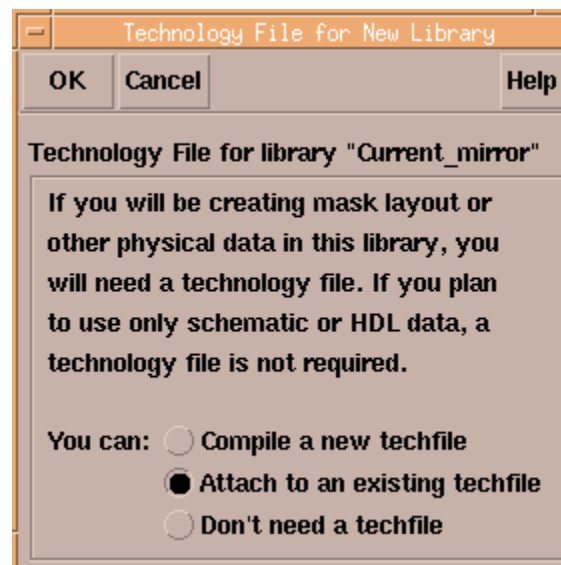 Technology File for New Library
OK Cancel Help
Technology File for library "Current_mirror"
If you will be creating mask layout or
other physical data in this library, you
will need a technology file. If you plan
to use only schematic or HDL data, a
technology file is not required.
You can: Compile a new techfile
Attach to an existing techfile
Don't need a techfile